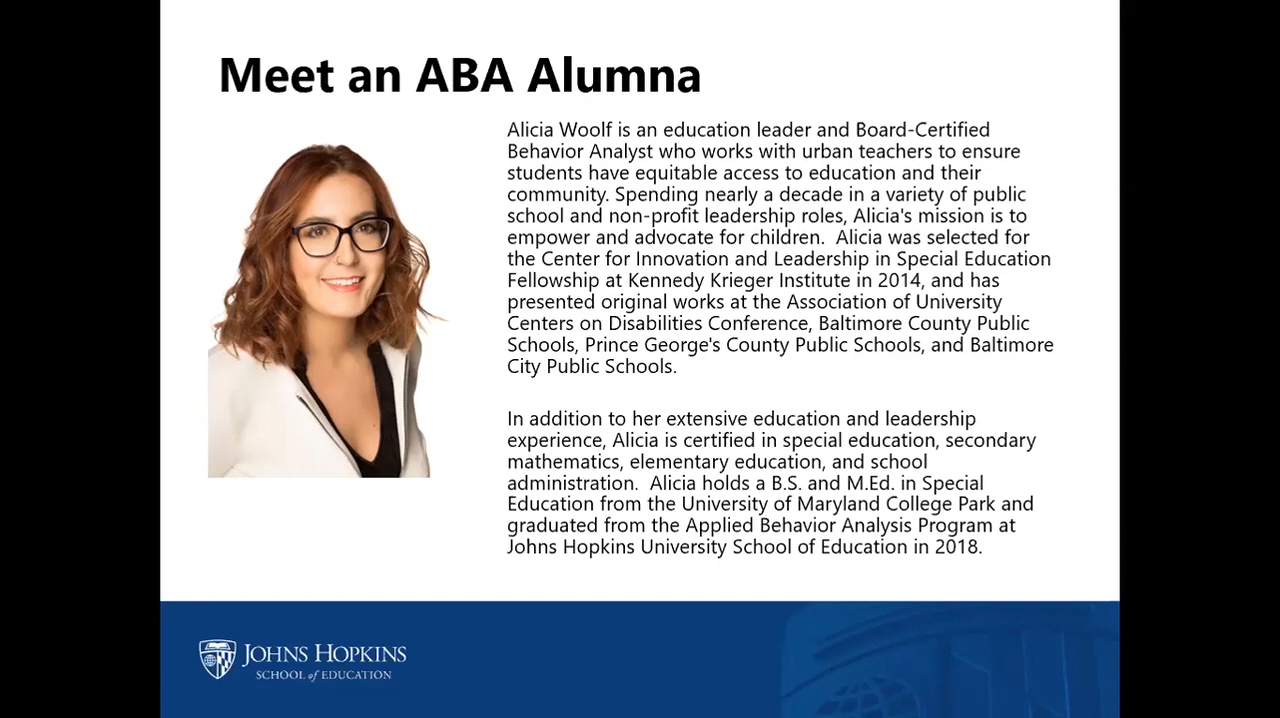 Meet an ABA Alumna
Alicia Woolf is an education leader and Board-Certified
Behavior Analyst who works with urban teachers to ensure
students have equitable access to education and their
community. Spending nearly a decade in a variety of public
school and non-profit leadership roles, Alicia's mission is to
empower and advocate for children.  Alicia was selected for
the Center for Innovation and Leadership in Special Education
Fellowship at Kennedy Krieger Institute in 2014, and has
presented original works at the Association of University
Centers on Disabilities Conference, Baltimore County Public
Schools, Prince George's County Public Schools, and Baltimore
City Public Schools.
In addition to her extensive education and leadership
experience, Alicia is certified in special education, secondary
mathematics, elementary education, and school
administration.  Alicia holds a B.S. and M.Ed. in Special
Education from the University of Maryland College Park and
graduated from the Applied Behavior Analysis Program at
Johns Hopkins University School of Education in 2018.
JOHNS HOPKINS
SCHOOL of EDUCATION